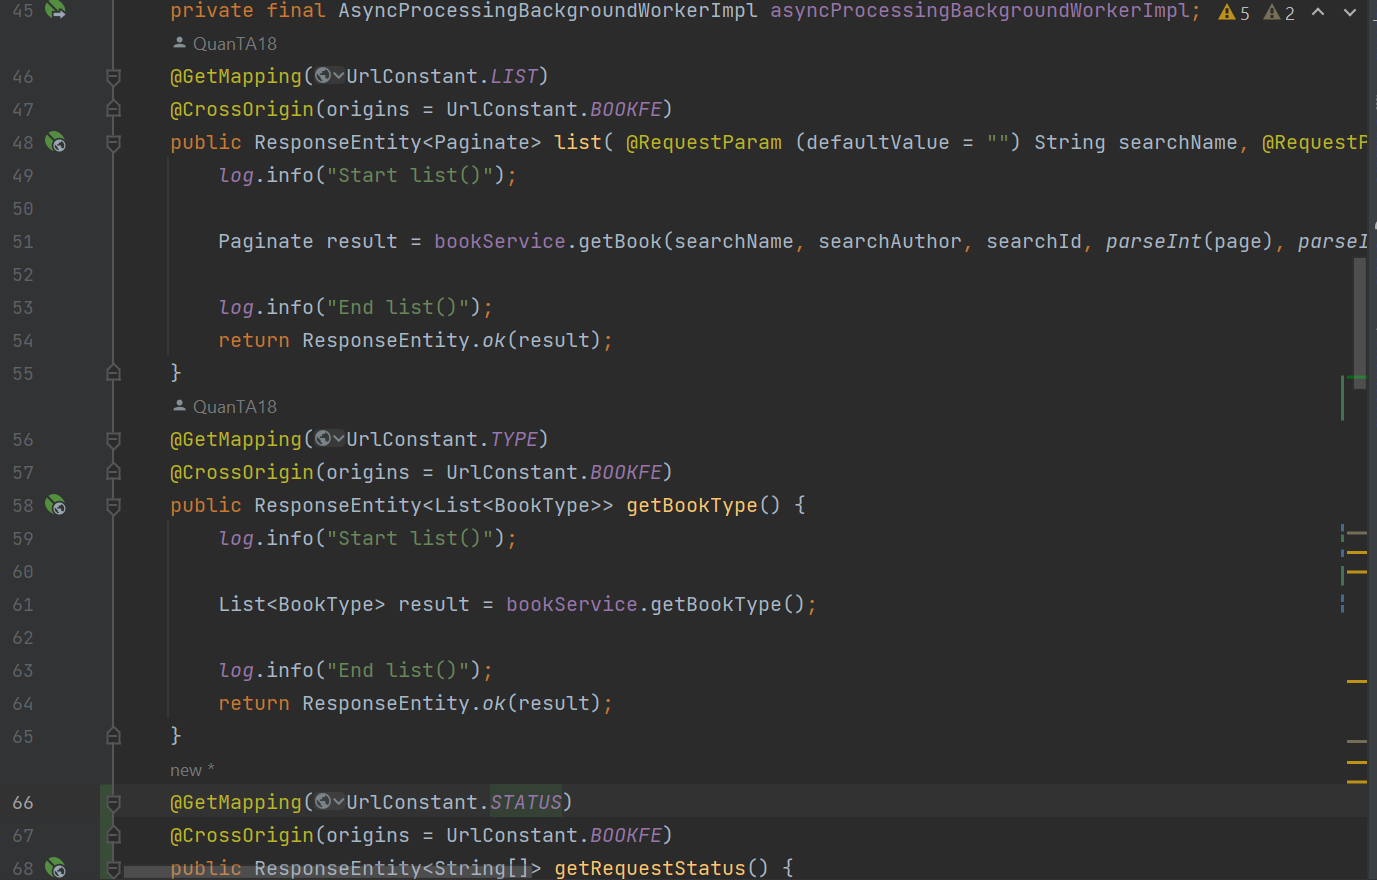 45 private final AsyncProcessingBackgroundWorkerImpl asyncProcessingBackgroundWorkerImpl; 5 2
QuanTA18
46 @GetMapping(UrlConstant.LIST)
47 @CrossOrigin(origins = UrlConstant.BOOKFE)
48 public ResponseEntity<Paginate> list( @RequestParam (defaultValue = "") String searchName, @RequestP
49 log.info("Start list()");
50
51 Paginate result = bookService.getBook(searchName, searchAuthor, searchId, parseInt(page), parseI
52
53 log.info("End list()");
54 return ResponseEntity.ok(result);
55 }
QuanTA18
56 @GetMapping(UrlConstant.TYPE)
57 @CrossOrigin(origins = UrlConstant.BOOKFE)
58 public ResponseEntity<List<BookType>> getBookType() {
59 log.info("Start list()");
60
61 List<BookType> result = bookService.getBookType();
62
63 log.info("End list()");
64 return ResponseEntity.ok(result);
65 }
new *
66 @GetMapping(UrlConstant.STATUS)
67 @CrossOrigin(origins = UrlConstant.BOOKFE)
68 public ResponseEntity<String[]> getRequestStatus() {